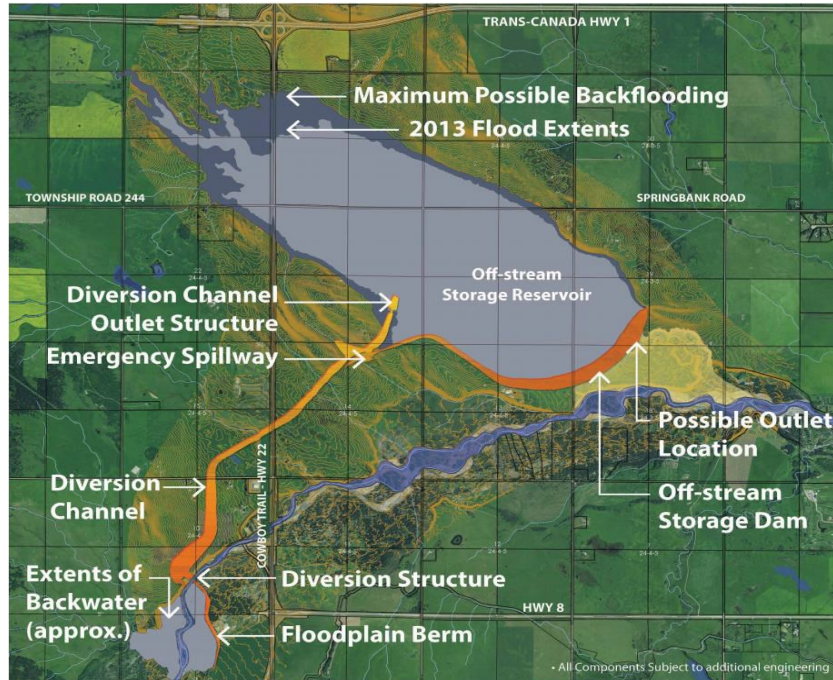 TRANS-CANADA HWY 1
Maximum Possible Backflooding
2013 Flood Extents
TOWNSHIP ROAD 244
SPRINGBANK ROAD
Off-stream
Storage Reservoir
Diversion Channel
Outlet Structure
Emergency Spillway
Possible Outlet
Location
Diversion
Channel
COWBOY TRAIL - HWY 22
Off-stream
Storage Dam
Extents of
Backwater
(approx.)
Diversion Structure
HWY 8
Floodplain Berm
• All Components Subject to additional engineering